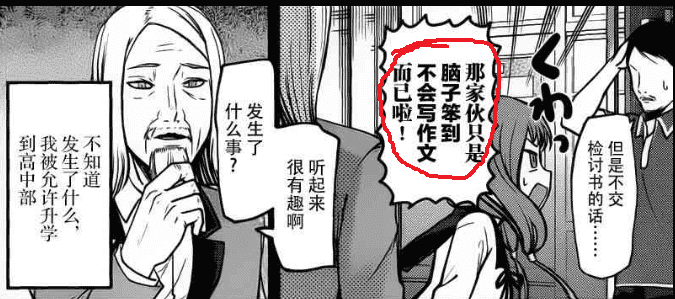 但是不交
检讨书的话……
くわっ
那家伙只是
脑子笨到
不会写作文
而已啦！
听起来
很有趣啊
发生了
什么事?
不知道
发生了什么,
我被允许升学
到高中部